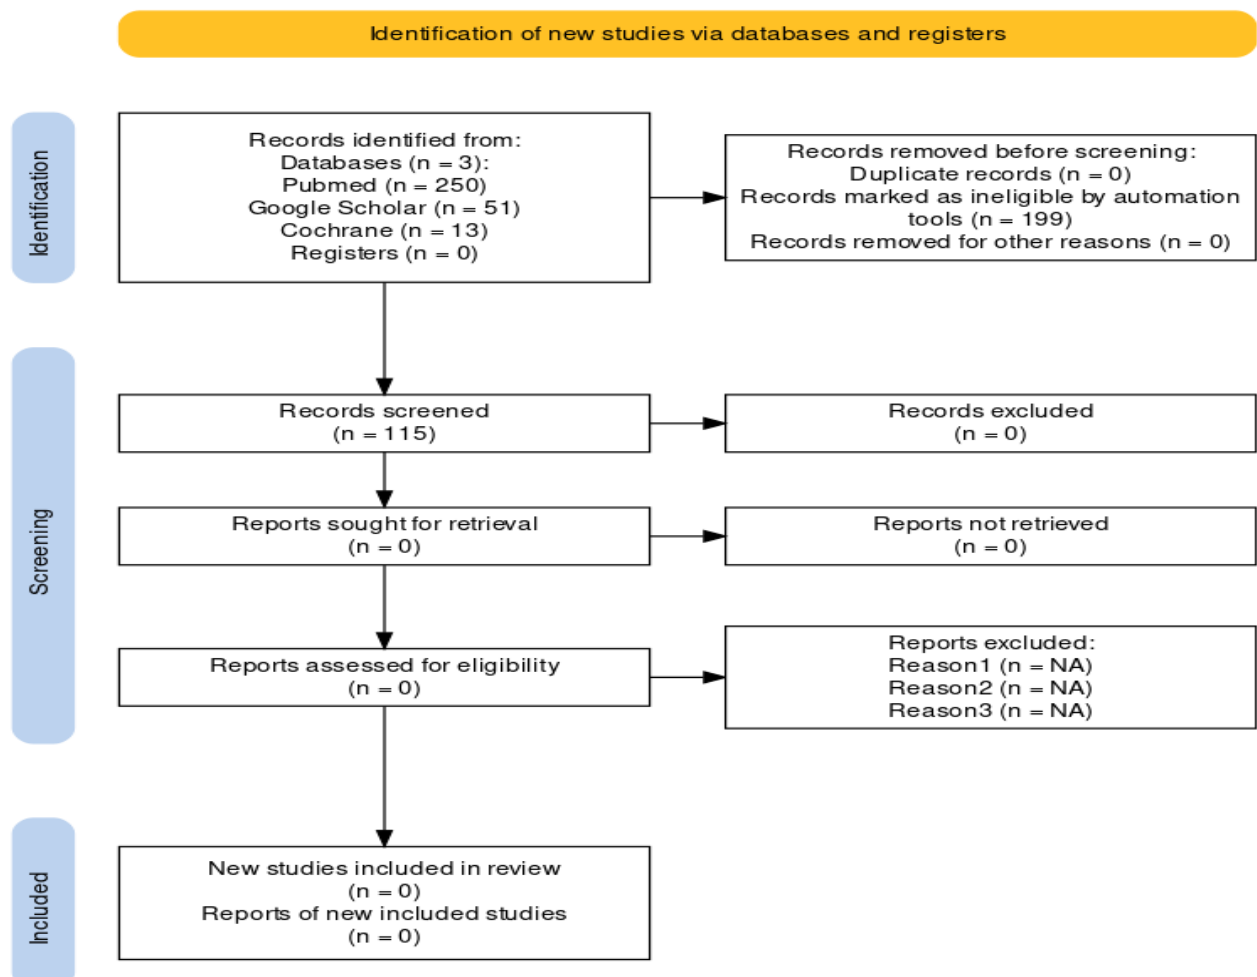 Identification of new studies via databases and registers
Identification
Records identified from:
Databases (n = 3):
Pubmed (n = 250)
Google Scholar (n = 51)
Cochrane (n = 13)
Registers (n = 0)
Records removed before screening:
Duplicate records (n = 0)
Records marked as ineligible by automation
tools (n = 199)
Records removed for other reasons (n = 0)
Screening
Records screened
(n = 115)
Records excluded
(n = 0)
Reports sought for retrieval
(n = 0)
Reports not retrieved
(n = 0)
Reports assessed for eligibility
(n = 0)
Reports excluded:
Reason1 (n = NA)
Reason2 (n = NA)
Reason3 (n = NA)
Included
New studies included in review
(n = 0)
Reports of new included studies
(n = 0)